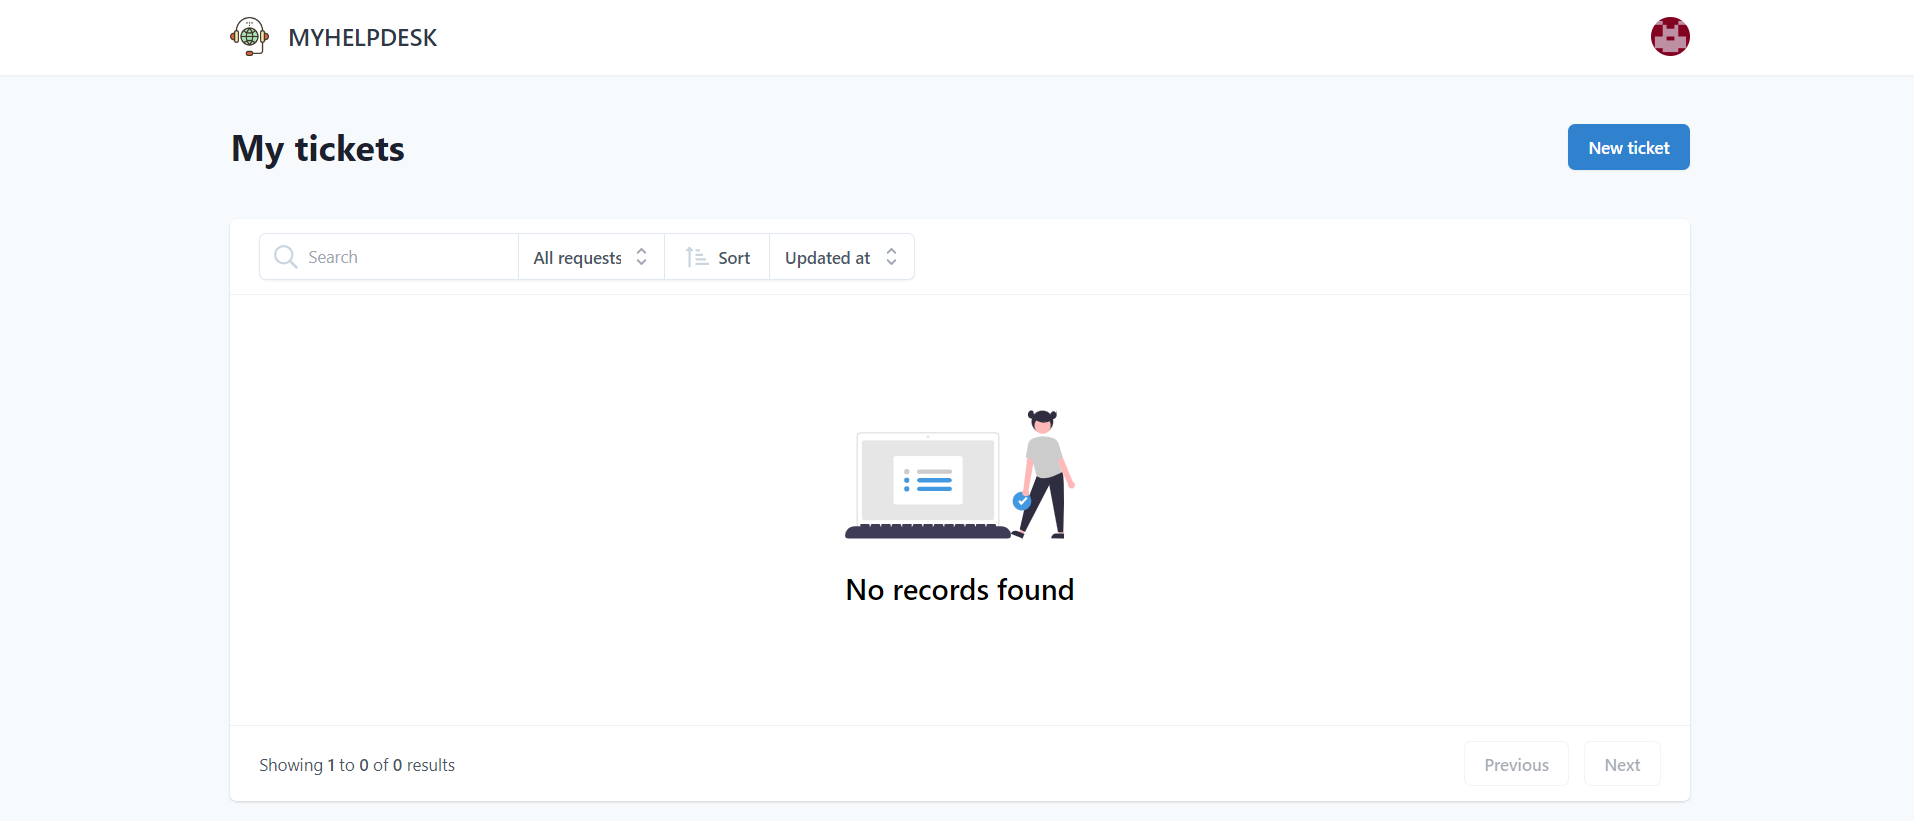 MYHELPDESK
My tickets
New ticket
Search
All requests
Sort
Updated at
No records found
Showing 1 to 0 of 0 results
Previous
Next